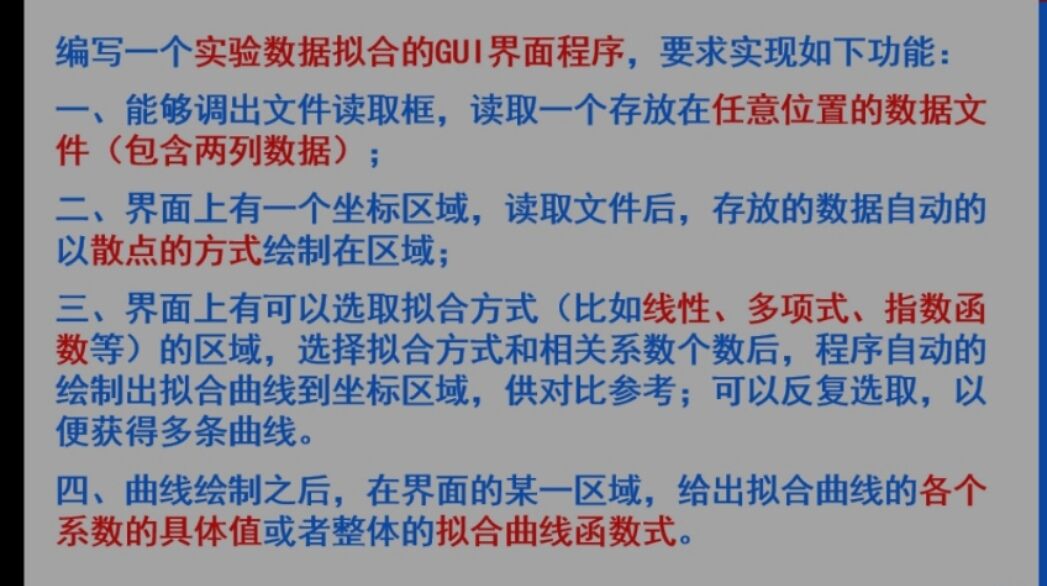 编写一个实验数据拟合的GUI界面程序，要求实现如下功能：
一、能够调出文件读取框，读取一个存放在任意位置的数据文
件（包含两列数据）；
二、界面上有一个坐标区域，读取文件后，存放的数据自动的
以散点的方式绘制在区域；
三、界面上有可以选取拟合方式（比如线性、多项式、指数函
数等）的区域，选择拟合方式和相关系数个数后，程序自动的
绘制出拟合曲线到坐标区域，供对比参考；可以反复选取，以
便获得多条曲线。
四、曲线绘制之后，在界面的某一区域，给出拟合曲线的各个
系数的具体值或者整体的拟合曲线函数式。